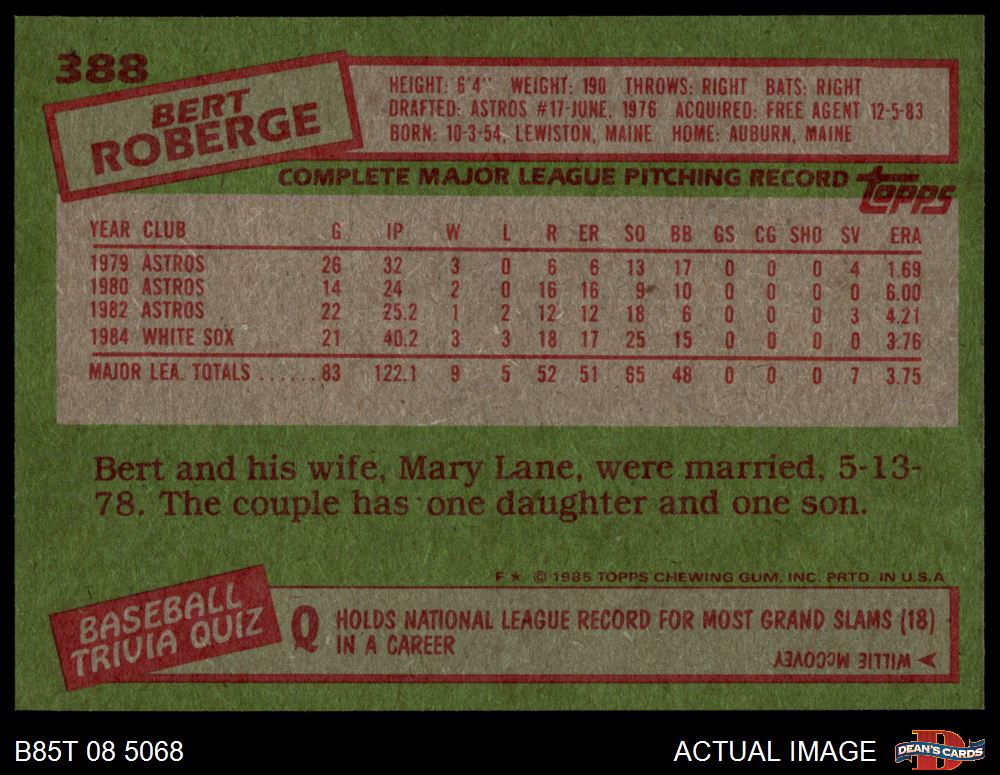 388
BERT
ROBERGE
HEIGHT: 6'4" WEIGHT: 190 THROWS: RIGHT BATS: RIGHT
DRAFTED: ASTROS #17-JUNE, 1976 ACQUIRED: FREE AGENT 12-5-83
BORN: 10-3-54, LEWISTON, MAINE HOME: AUBURN, MAINE
COMPLETE MAJOR LEAGUE PITCHING RECORD topps
YEAR CLUB G IP W L R ER SO BB GS CG SHO SV ERA
1979 ASTROS 26 32 3 0 6 6 13 17 0 0 0 4 1.69
1980 ASTROS 14 24 2 0 16 16 9 10 0 0 0 0 6.00
1982 ASTROS 22 25.2 1 2 12 12 18 6 0 0 0 3 4.21
1984 WHITE SOX 21 40.2 3 3 18 17 25 15 0 0 0 0 3.76
MAJOR LEA. TOTALS ......83 122.1 9 5 52 51 65 48 0 0 0 7 3.75
Bert and his wife, Mary Lane, were married, 5-13-
78. The couple has one daughter and one son.
F ★ © 1985 TOPPS CHEWING GUM, INC. PRTD. IN U.S.A.
BASEBALL
TRIVIA QUIZ
Q HOLDS NATIONAL LEAGUE RECORD FOR MOST GRAND SLAMS (18)
IN A CAREER
WILLIE McCOVEY
B85T 08 5068
ACTUAL IMAGE
DEAN'S CARDS